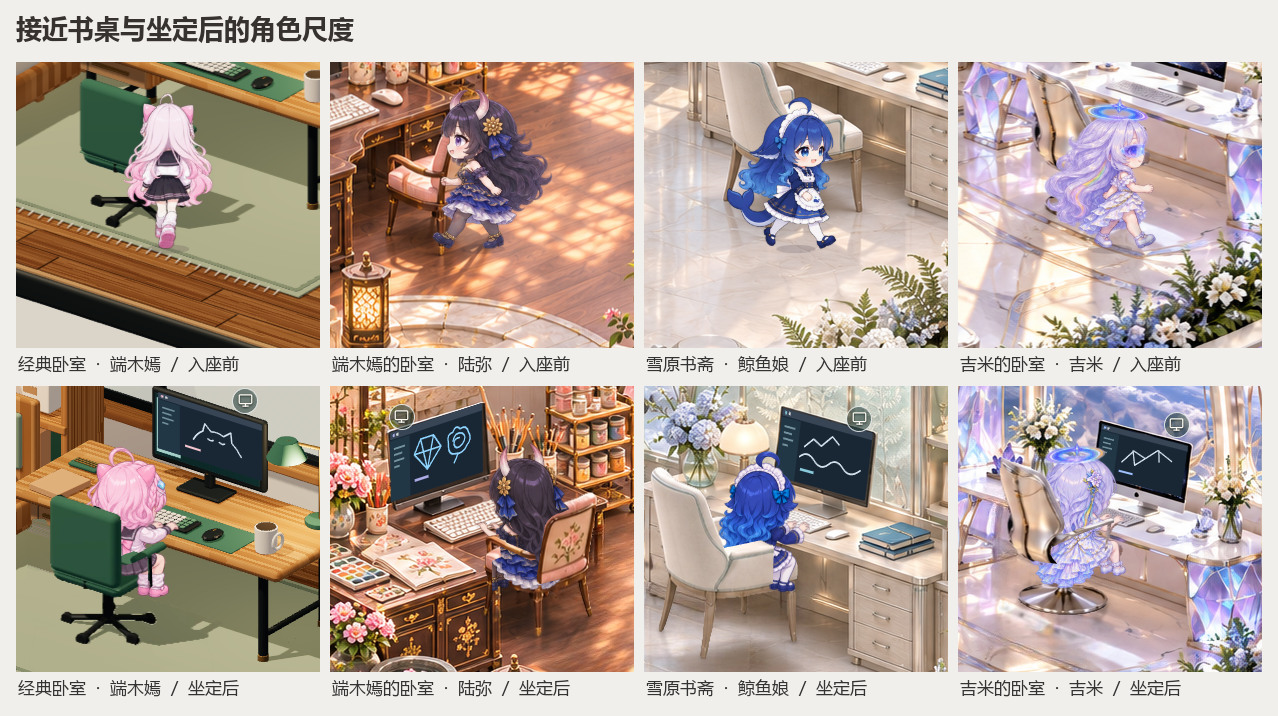 接近书桌与坐定后的角色尺度
经典卧室 · 端木嫣 / 入座前
端木嫣的卧室 · 陆弥 / 入座前
雪原书斋 · 鲸鱼娘 / 入座前
吉米的卧室 · 吉米 / 入座前
经典卧室 · 端木嫣 / 坐定后
端木嫣的卧室 · 陆弥 / 坐定后
雪原书斋 · 鲸鱼娘 / 坐定后
吉米的卧室 · 吉米 / 坐定后